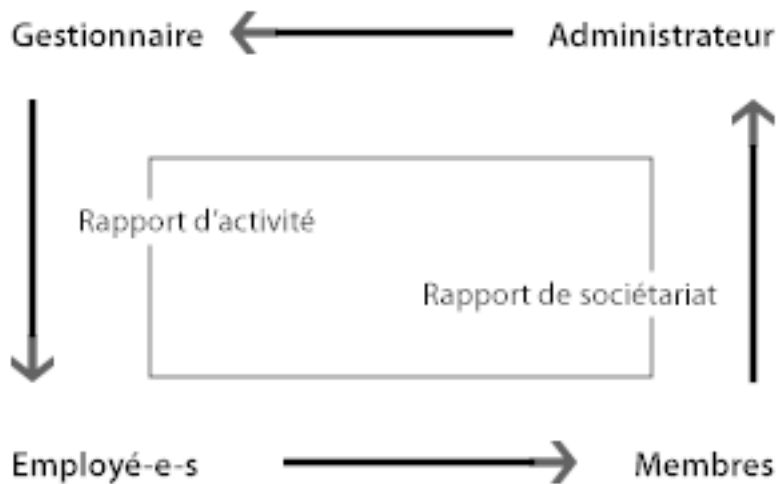 Gestionnaire
Administrateur
Rapport d'activité
Rapport de sociétariat
Employé-e-s
Membres